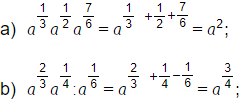 a) a^{1/3} a^{1/2} a^{7/6} = a^{1/3 + 1/2 + 7/6} = a^2;
b) a^{2/3} a^{1/4} : a^{1/6} = a^{2/3 + 1/4 − 1/6} = a^{3/4};